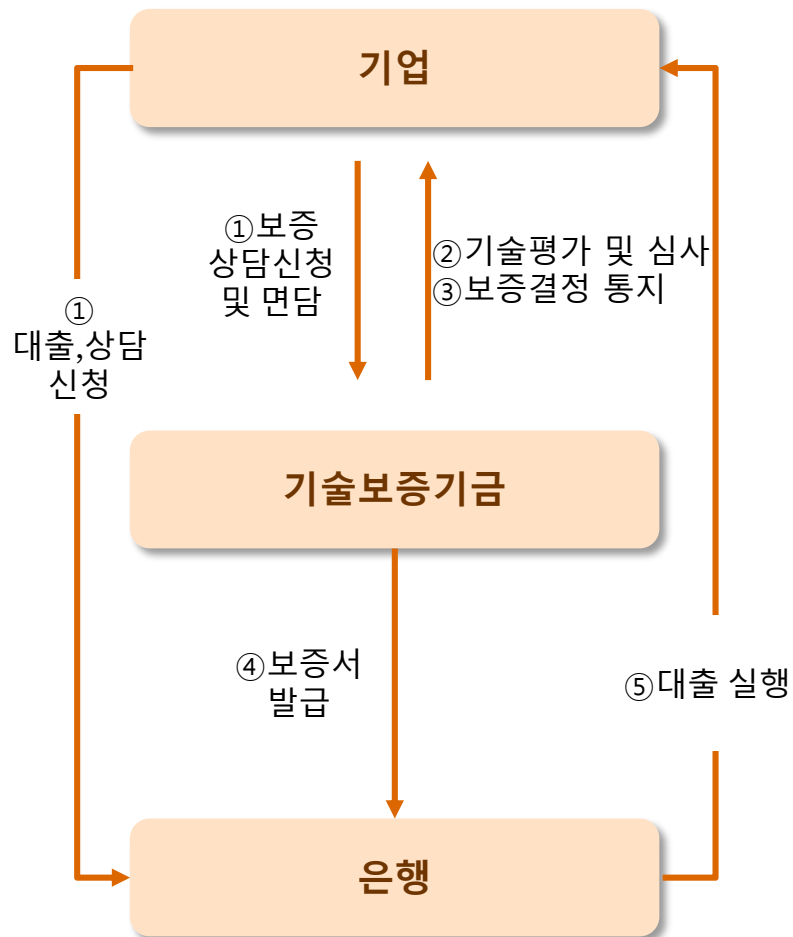 기업
①보증
상담신청
및 면담
②기술평가 및 심사
③보증결정 통지
①
대출,상담
신청
기술보증기금
④보증서
발급
⑤대출 실행
은행